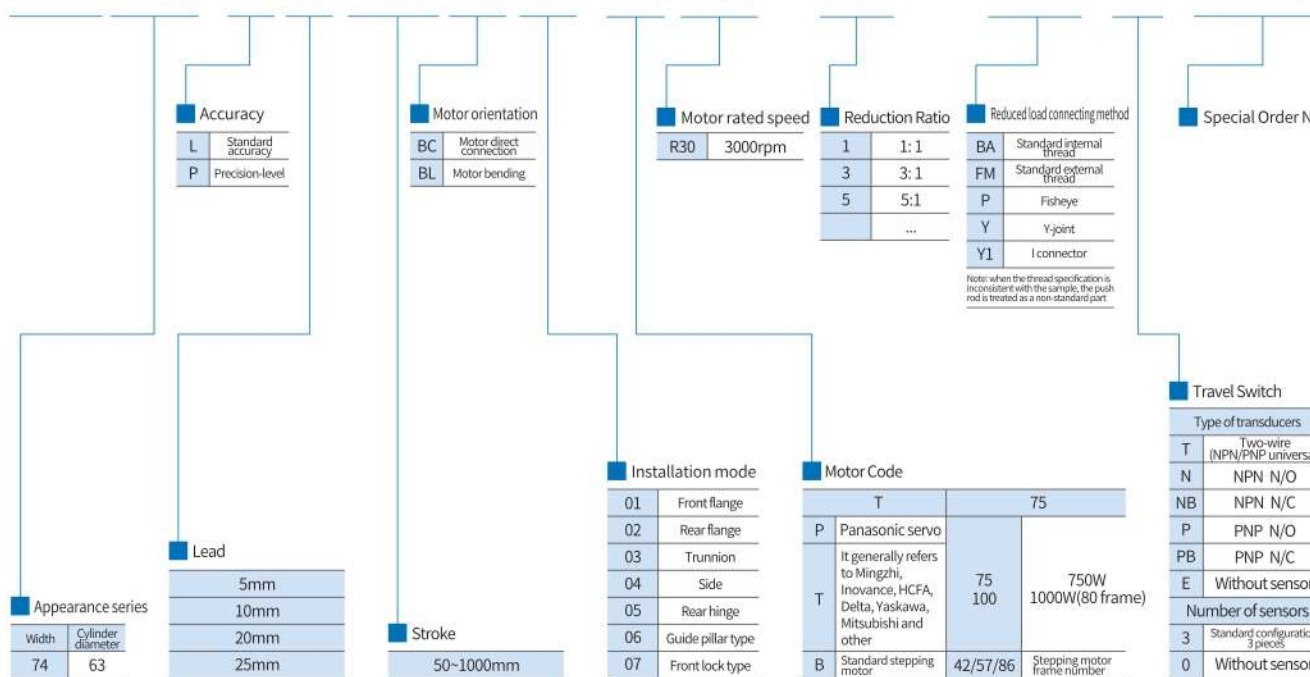 Accuracy
L Standard accuracy
P Precision-level
Motor orientation
BC Motor direct connection
BL Motor bending
Motor rated speed
R30 3000rpm
Reduction Ratio
1 1:1
3 3:1
5 5:1
...
Reduced load connecting method
BA Standard internal thread
FM Standard external thread
P Fisheye
Y Y-joint
Y1 I connector
Note: when the thread specification is
inconsistent with the sample, the push
rod is treated as a non-standard part
Special Order N
Appearance series
Width Cylinder diameter
74 63
Lead
5mm
10mm
20mm
25mm
Stroke
50~1000mm
Installation mode
01 Front flange
02 Rear flange
03 Trunnion
04 Side
05 Rear hinge
06 Guide pillar type
07 Front lock type
Motor Code
T 75
P Panasonic servo
T It generally refers
to Mingzhi,
Inovance, HCFA,
Delta, Yaskawa,
Mitsubishi and
other
75 750W
100 1000W(80 frame)
B Standard stepping motor 42/57/86 Stepping motor frame number
Travel Switch
Type of transducers
T Two-wire
(NPN/PNP universa
N NPN N/O
NB NPN N/C
P PNP N/O
PB PNP N/C
E Without sensor
Number of sensors
3 Standard configuratio
3 pieces
0 Without sensor